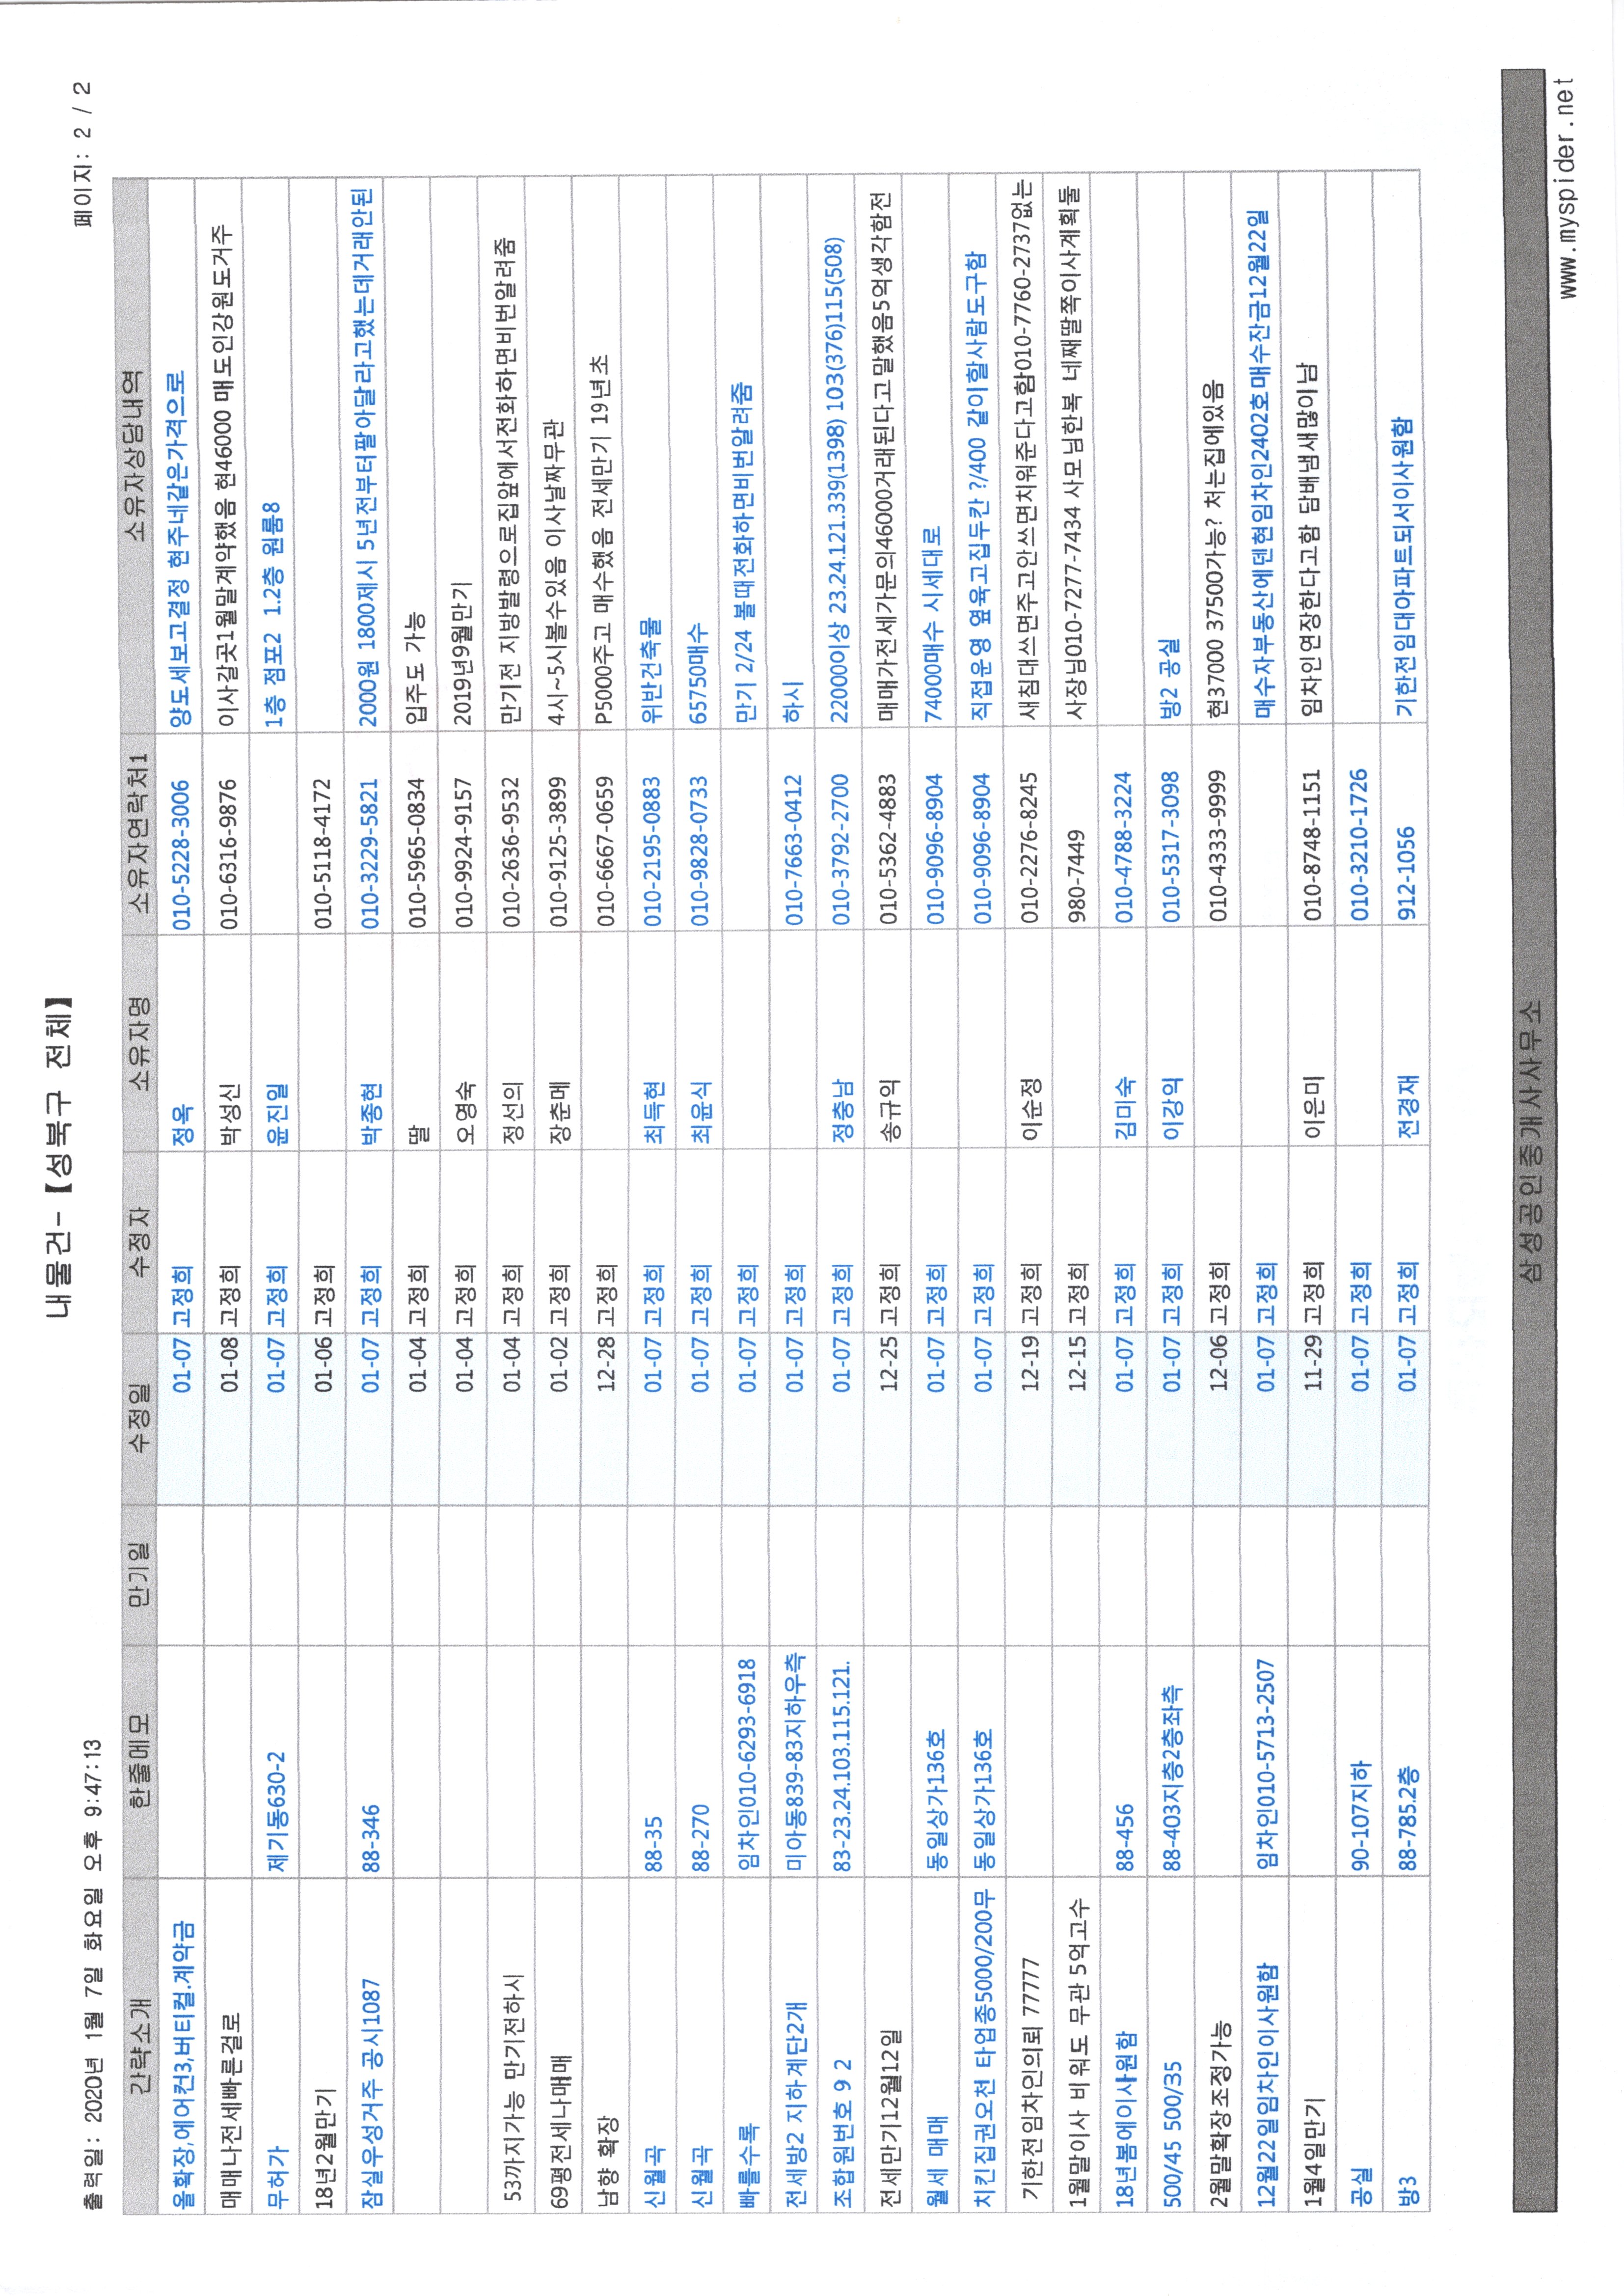 내물건-【성북구 전체】
출력일: 2020년 1월 7일 화요일 오후 9:47:13
페이지: 2 / 2
간략소개 한줄메모 만기일 수정일 수정자 소유자명 소유자연락처1 소유자상담내역
올확장,에어컨3,버티컬.계약금 01-07 고정희 정옥 010-5228-3006 양도세보고결정 현주네같은가격으로
매매나전세빠른걸로 01-08 고정희 박성신 010-6316-9876 이사갈곳1월말계약했음 현46000 매도인강원도거주
무허가 제기동630-2 01-07 고정희 윤진일 1층 점포2 1.2층 원룸8
18년2월만기 01-06 고정희 010-5118-4172
잠실우성거주 공시1087 88-346 01-07 고정희 박종현 010-3229-5821 2000원 1800제시 5년전부터팔아달라고했는데거래안된
01-04 고정희 딸 010-5965-0834 입주도 가능
01-04 고정희 오영숙 010-9924-9157 2019년9월만기
53까지가능 만기전하시 01-04 고정희 정선의 010-2636-9532 만기전 지방발령으로집앞에서전화하면비번알려줌
69평전세나매매 01-02 고정희 장춘메 010-9125-3899 4시~5시볼수있음 이사날짜무관
남향 확장 12-28 고정희 010-6667-0659 P5000주고 매수했음 전세만기 19년초
신월곡 88-35 01-07 고정희 최득현 010-2195-0883 위반건축물
신월곡 88-270 01-07 고정희 최윤식 010-9828-0733 65750매수
빠를수록 임차인010-6293-6918 01-07 고정희 만기 2/24 볼때전화하면비번알려줌
전세방2 지하계단2개 미아동839-83지하우측 01-07 고정희 010-7663-0412 하시
조합원번호 9 2 83-23.24.103.115.121. 01-07 고정희 정충남 010-3792-2700 22000이상 23.24.121.339(1398) 103(376)115(508)
전세만기12월12일 12-25 고정희 송규익 010-5362-4883 매매가전세가문의46000거래된다고말했음5억생각함전
월세 매매 동일상가136호 01-07 고정희 010-9096-8904 74000매수 시세대로
치킨집권오천 타업종5000/200무 동일상가136호 01-07 고정희 010-9096-8904 직접운영 옆육고집두칸 ?/400 같이할사람도구함
기한전임차인의뢰 77777 12-19 고정희 이순정 010-2276-8245 새침대쓰면주고안쓰면치워준다고함010-7760-2737없는
1월말이사 비워도 무관 5억고수 12-15 고정희 980-7449 사장님010-7277-7434 사모님한복 네째딸쪽이사계획둘
18년봄에이사원함 88-456 01-07 고정희 김미숙 010-4788-3224
500/45 500/35 88-403지층2층좌측 01-07 고정희 이강익 010-5317-3098 방2 공실
2월말확장조정가능 12-06 고정희 010-4333-9999 현37000 37500가능? 처는집에있음
12월22일임차인이사원함 임차인010-5713-2507 01-07 고정희 매수자부동산에덴현임차인2402호매수잔금12월22일
1월4일만기 11-29 고정희 이은미 010-8748-1151 임차인연장한다고함 담배냄새많이남
공실 90-107지하 01-07 고정희 010-3210-1726
방3 88-785.2층 01-07 고정희 전경재 912-1056 기한전임대아파트되서이사원함
삼성공인중개사사무소
www.myspider.net